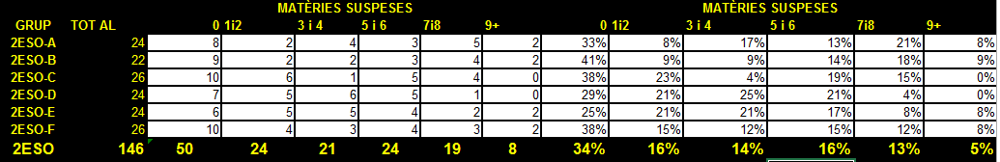 MATÈRIES SUSPESES MATÈRIES SUSPESES
GRUP TOT AL 0 1i2 3 i 4 5 i 6 7i8 9+ 0 1i2 3 i 4 5 i 6 7i8 9+
2ESO-A 24 8 2 4 3 5 2 33% 8% 17% 13% 21% 8%
2ESO-B 22 9 2 2 3 4 2 41% 9% 9% 14% 18% 9%
2ESO-C 26 10 6 1 5 4 0 38% 23% 4% 19% 15% 0%
2ESO-D 24 7 5 6 5 1 0 29% 21% 25% 21% 4% 0%
2ESO-E 24 6 5 5 4 2 2 25% 21% 21% 17% 8% 8%
2ESO-F 26 10 4 3 4 3 2 38% 15% 12% 15% 12% 8%
2ESO 146 50 24 21 24 19 8 34% 16% 14% 16% 13% 5%